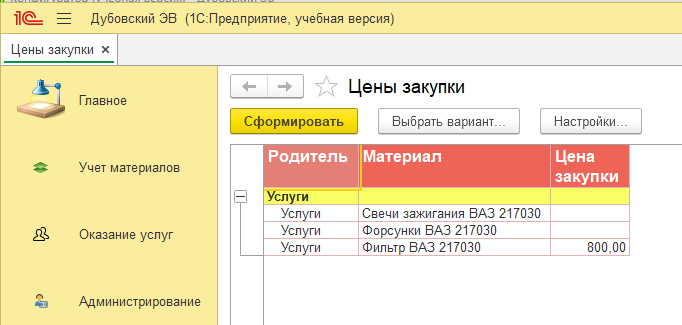 1С Дубовский ЭВ (1С:Предприятие, учебная версия)
Цены закупки ×
Главное
Учет материалов
Оказание услуг
Администрирование
Цены закупки
Сформировать Выбрать вариант... Настройки...
Родитель Материал Цена закупки
Услуги
Услуги Свечи зажигания ВАЗ 217030
Услуги Форсунки ВАЗ 217030
Услуги Фильтр ВАЗ 217030 800,00